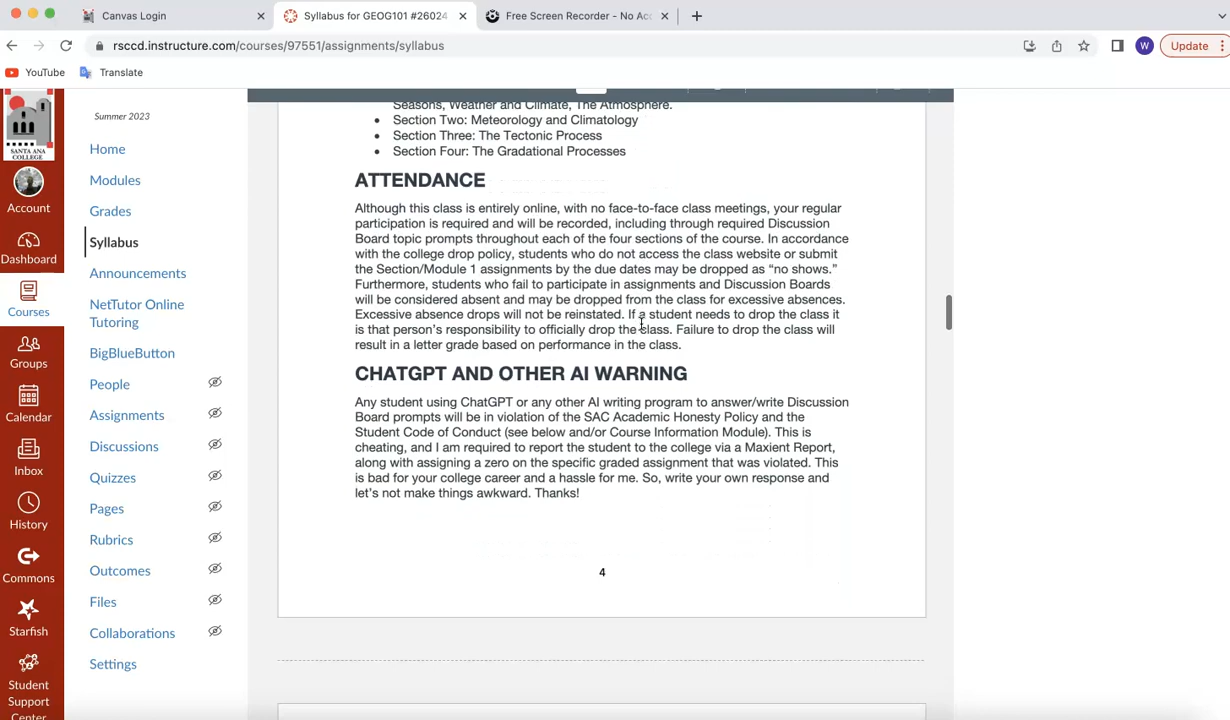 Canvas Login
Syllabus for GEOG101 #26024
Free Screen Recorder - No Acc
rsccd.instructure.com/courses/97551/assignments/syllabus
W
Update
YouTube
Translate
SANTA ANA
COLLEGE
Account
Dashboard
Courses
Groups
Calendar
Inbox
History
Commons
Starfish
Student
Support
Center
Summer 2023
Home
Modules
Grades
Syllabus
Announcements
NetTutor Online
Tutoring
BigBlueButton
People
Assignments
Discussions
Quizzes
Pages
Rubrics
Outcomes
Files
Collaborations
Settings
Seasons, Weather and Climate, The Atmosphere.
• Section Two: Meteorology and Climatology
• Section Three: The Tectonic Process
• Section Four: The Gradational Processes
ATTENDANCE
Although this class is entirely online, with no face-to-face class meetings, your regular
participation is required and will be recorded, including through required Discussion
Board topic prompts throughout each of the four sections of the course. In accordance
with the college drop policy, students who do not access the class website or submit
the Section/Module 1 assignments by the due dates may be dropped as “no shows.”
Furthermore, students who fail to participate in assignments and Discussion Boards
will be considered absent and may be dropped from the class for excessive absences.
Excessive absence drops will not be reinstated. If a student needs to drop the class it
is that person’s responsibility to officially drop the class. Failure to drop the class will
result in a letter grade based on performance in the class.
CHATGPT AND OTHER AI WARNING
Any student using ChatGPT or any other AI writing program to answer/write Discussion
Board prompts will be in violation of the SAC Academic Honesty Policy and the
Student Code of Conduct (see below and/or Course Information Module). This is
cheating, and I am required to report the student to the college via a Maxient Report,
along with assigning a zero on the specific graded assignment that was violated. This
is bad for your college career and a hassle for me. So, write your own response and
let’s not make things awkward. Thanks!
4